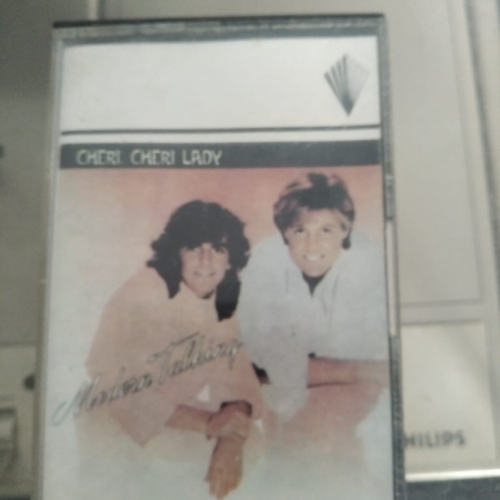 CHERI, CHERI LADY
Modern Talking
PHILIPS